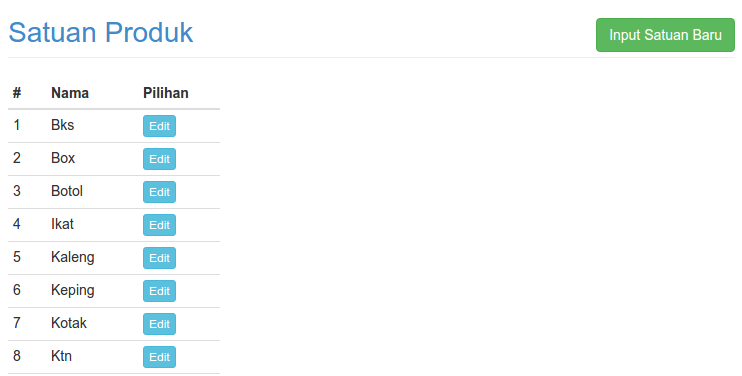 Satuan Produk Input Satuan Baru
# Nama Pilihan
1 Bks Edit
2 Box Edit
3 Botol Edit
4 Ikat Edit
5 Kaleng Edit
6 Keping Edit
7 Kotak Edit
8 Ktn Edit